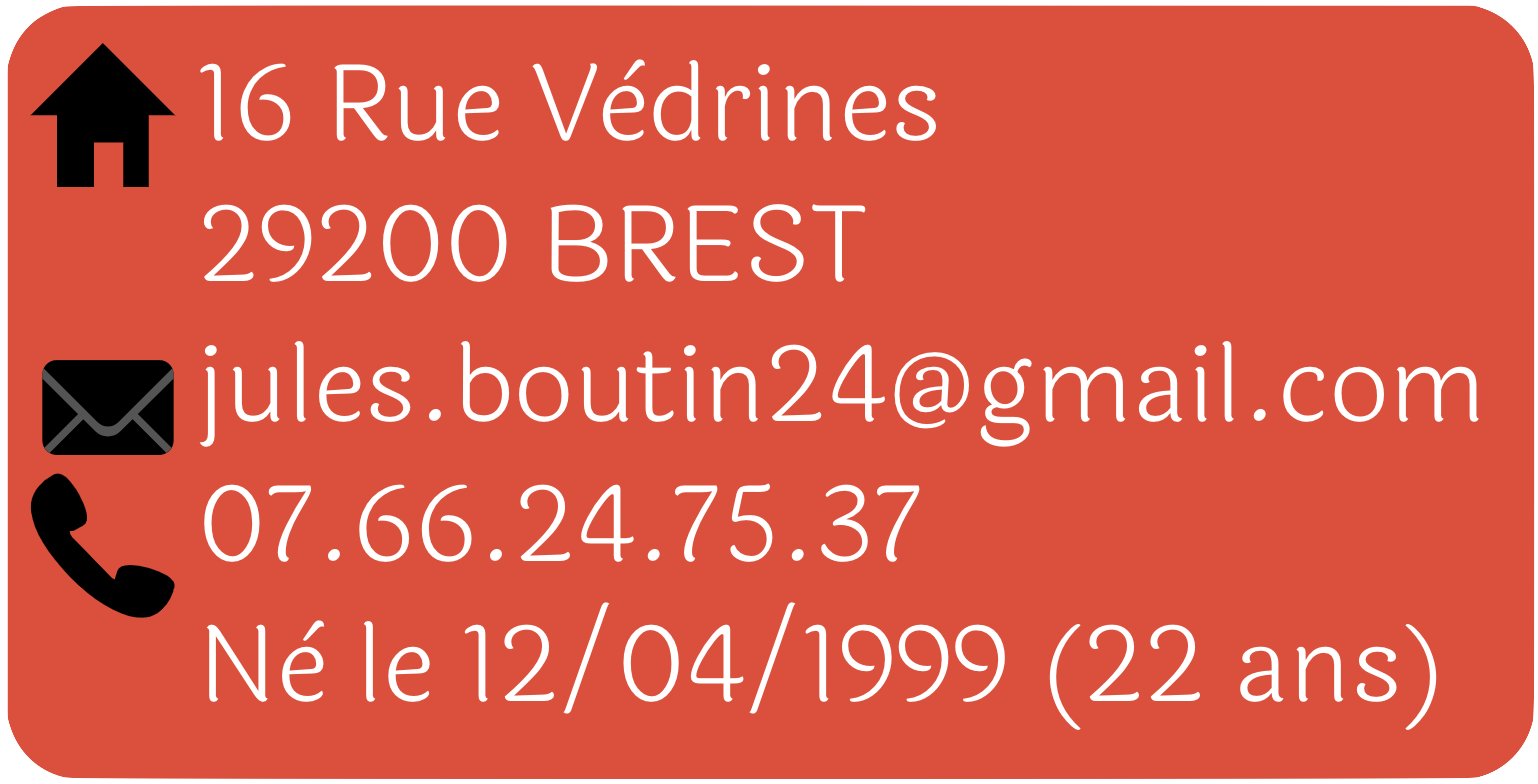 16 Rue Védrines
29200 BREST
jules.boutin24@gmail.com
07.66.24.75.37
Né le 12/04/1999 (22 ans)